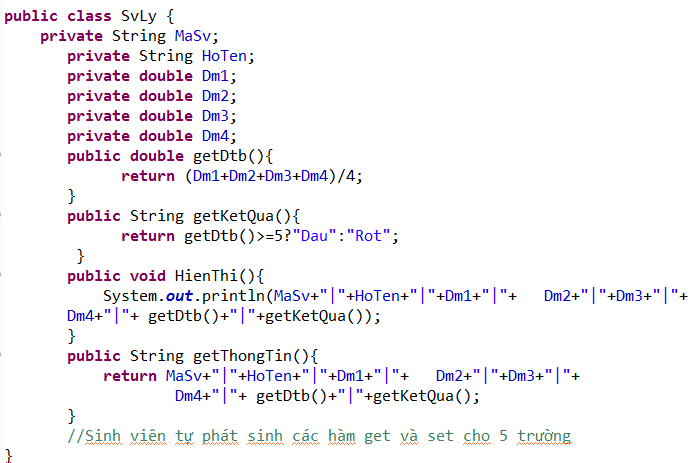 public class SvLy {
private String MaSv;
private String HoTen;
private double Dm1;
private double Dm2;
private double Dm3;
private double Dm4;
public double getDtb(){
return (Dm1+Dm2+Dm3+Dm4)/4;
}
public String getKetQua(){
return getDtb()>=5?"Dau":"Rot";
}
public void HienThi(){
System.out.println(MaSv+"|"+HoTen+"|"+Dm1+"|"+ Dm2+"|"+Dm3+"|"+
Dm4+"|"+ getDtb()+"|"+getKetQua());
}
public String getThongTin(){
return MaSv+"|"+HoTen+"|"+Dm1+"|"+ Dm2+"|"+Dm3+"|"+
Dm4+"|"+ getDtb()+"|"+getKetQua();
}
//Sinh viên tự phát sinh các hàm get và set cho 5 trường
}